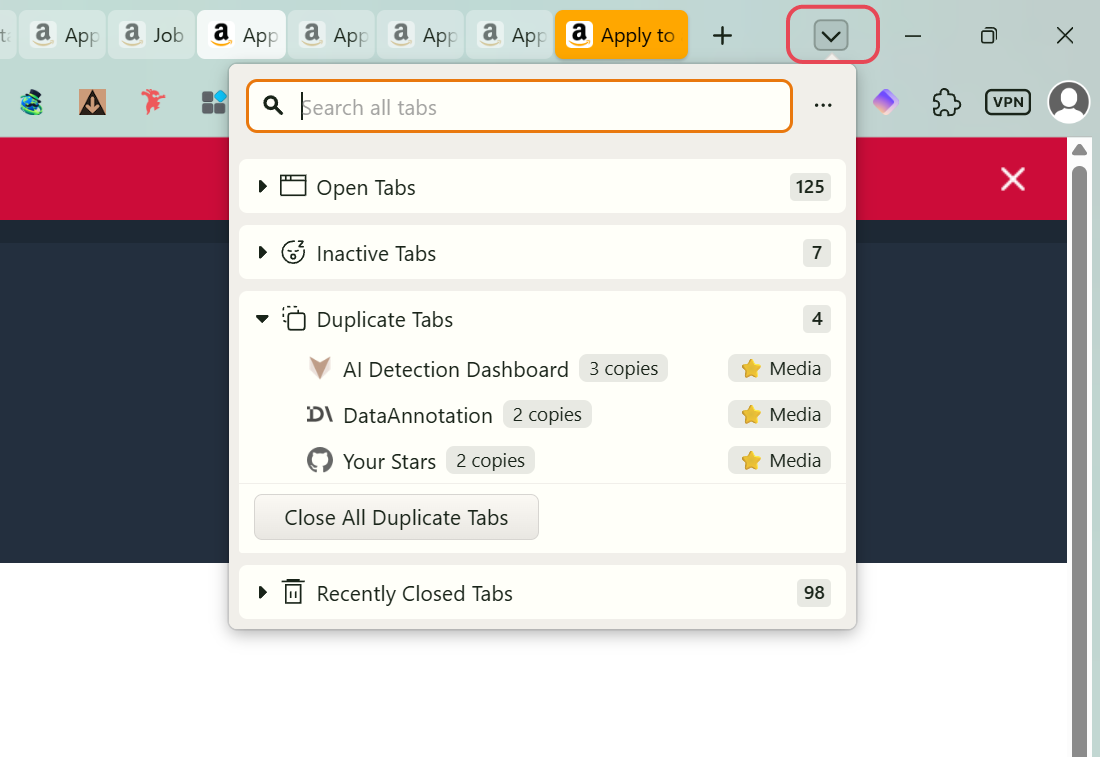 App
Job
App
App
App
App
Apply to
VPN
Search all tabs
Open Tabs 125
Inactive Tabs 7
Duplicate Tabs 4
AI Detection Dashboard 3 copies Media
DataAnnotation 2 copies Media
Your Stars 2 copies Media
Close All Duplicate Tabs
Recently Closed Tabs 98